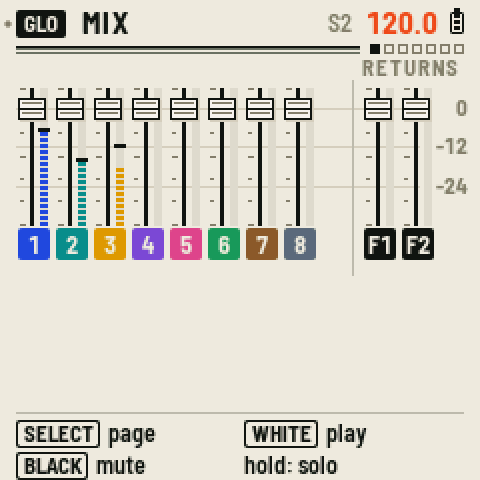 GLO MIX S2 120.0
RETURNS
0
-12
-24
1 2 3 4 5 6 7 8 F1 F2
SELECT page WHITE play
BLACK mute hold: solo